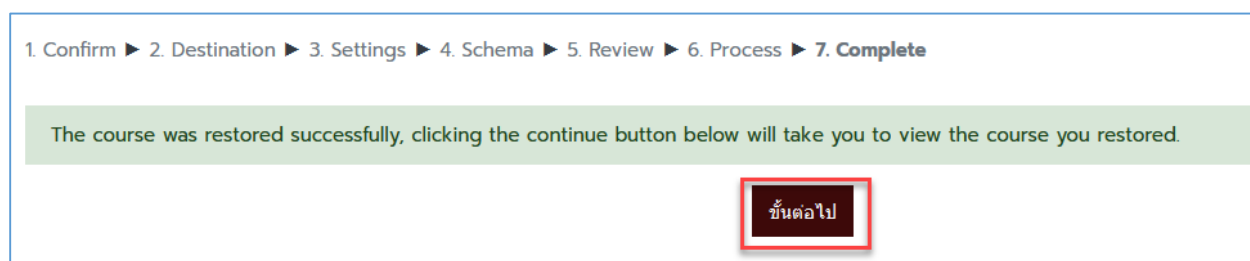 1. Confirm ► 2. Destination ► 3. Settings ► 4. Schema ► 5. Review ► 6. Process ► 7. Complete
The course was restored successfully, clicking the continue button below will take you to view the course you restored.
ขั้นต่อไป